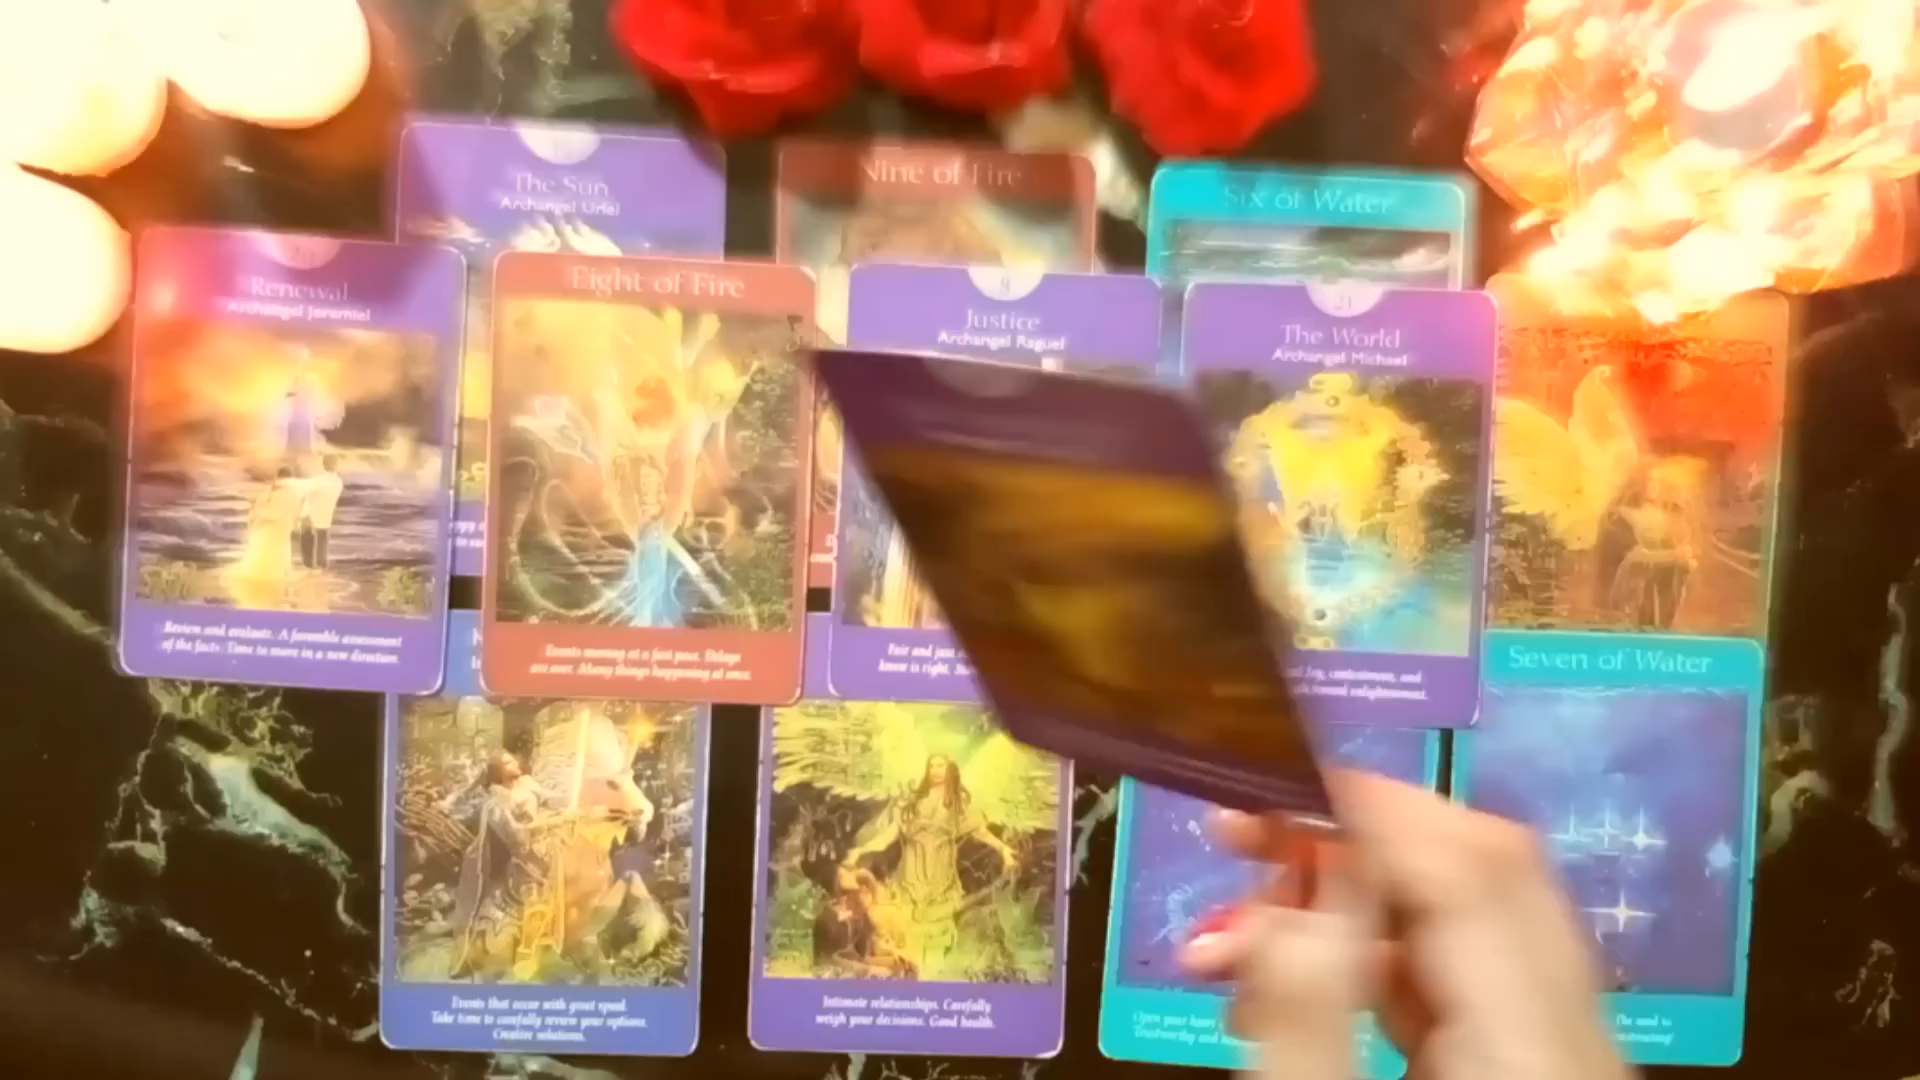 The Sun
Archangel Uriel
Nine of Fire
Six of Water
Renewal
Archangel Jeremiel
Review and evaluate. A favorable assessment
of the facts. Time to move in a new direction.
Eight of Fire
Events moving at a fast pace. Delays
are over. Many things happening at once.
8
Justice
Archangel Raguel
Fair and just
know is right.
21
The World
Archangel Michael
Joy, contentment, and
toward enlightenment.
Seven of Water
Events that occur with great speed.
Take time to carefully review your options.
Creative solutions.
Intimate relationships. Carefully
weigh your decisions. Good health.
Open your heart
Trustworthy and